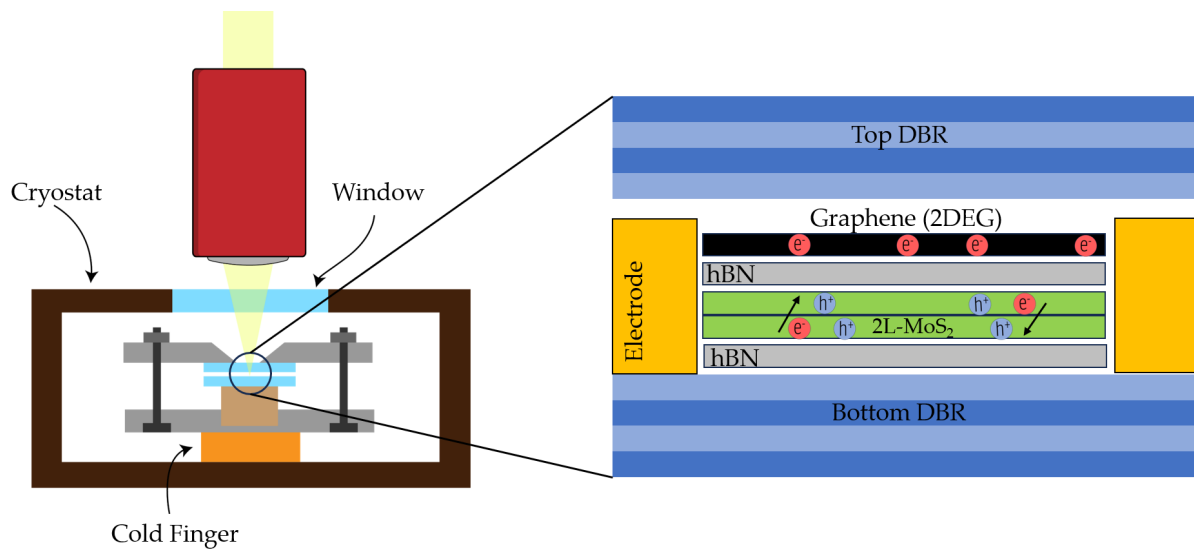 Cryostat
Window
Cold Finger
Top DBR
Graphene (2DEG)
e⁻ e⁻ e⁻ e⁻
hBN
h⁺ h⁺ e⁻
e⁻ h⁺ 2L-MoS₂ h⁺
hBN
Electrode
Bottom DBR